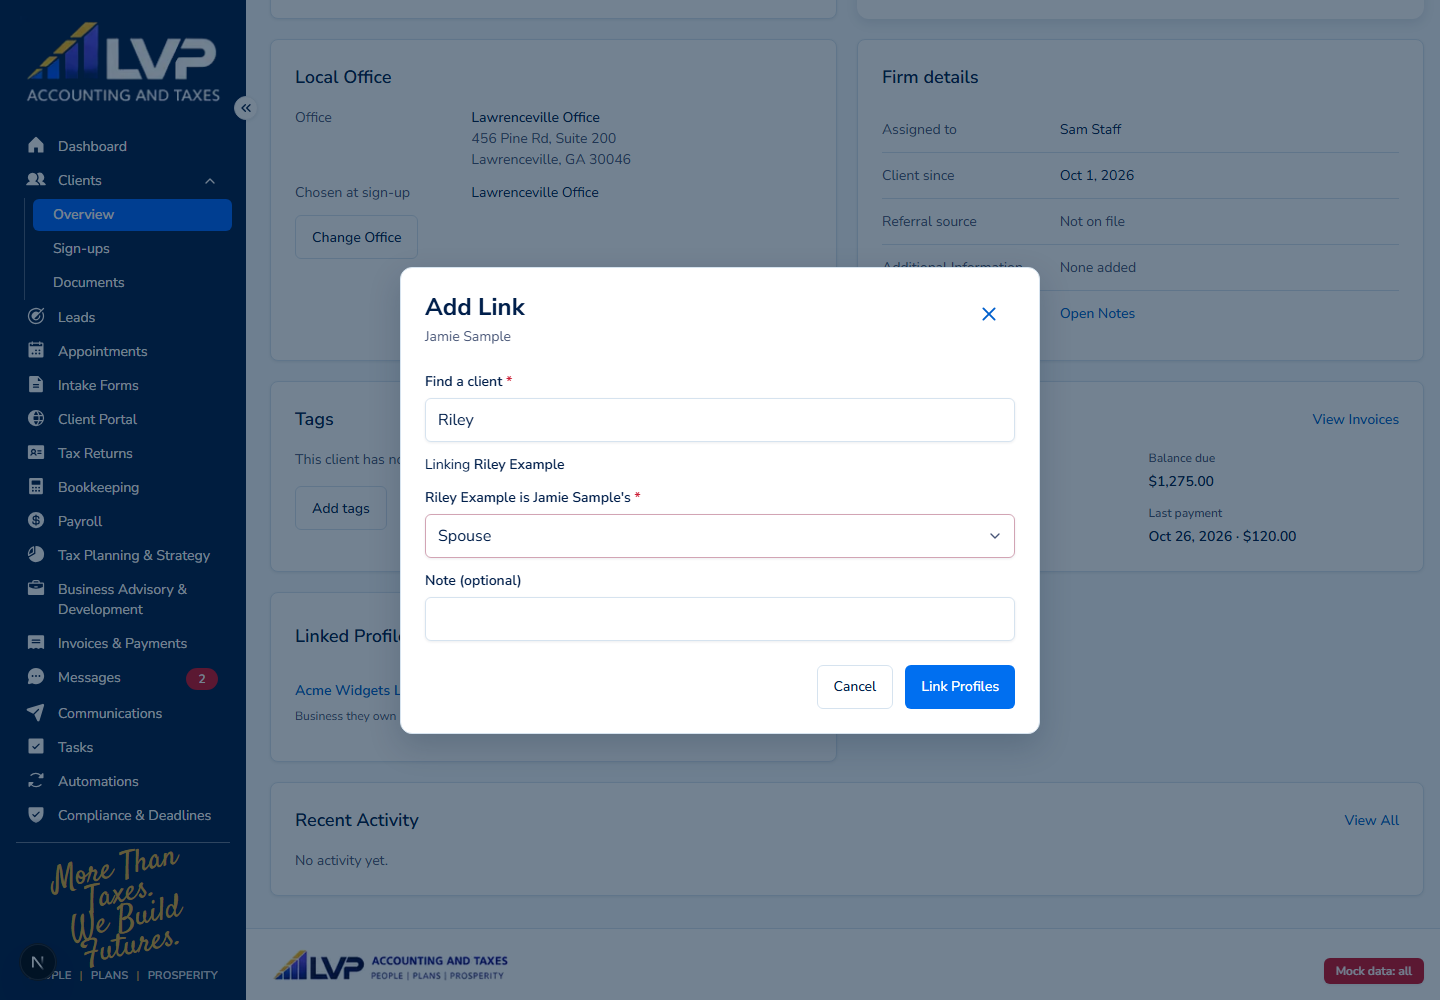 LVP
ACCOUNTING AND TAXES
Dashboard
Clients
Overview
Sign-ups
Documents
Leads
Appointments
Intake Forms
Client Portal
Tax Returns
Bookkeeping
Payroll
Tax Planning & Strategy
Business Advisory &
Development
Invoices & Payments
Messages 2
Communications
Tasks
Automations
Compliance & Deadlines
More Than
Taxes.
We Build
Futures.
N
PLANS | PROSPERITY
Local Office
Office
Lawrenceville Office
456 Pine Rd, Suite 200
Lawrenceville, GA 30046
Chosen at sign-up
Lawrenceville Office
Change Office
Firm details
Assigned to
Sam Staff
Client since
Oct 1, 2026
Referral source
Not on file
Additional Information
None added
Open Notes
Add Link
Jamie Sample
Find a client *
Riley
Linking Riley Example
Riley Example is Jamie Sample's *
Spouse
Note (optional)
Cancel
Link Profiles
Tags
This client has
Add tags
View Invoices
Balance due
$1,275.00
Last payment
Oct 26, 2026 · $120.00
Linked
Acme Widgets
Business they own
Recent Activity
View All
No activity yet.
LVP
ACCOUNTING AND TAXES
PEOPLE | PLANS | PROSPERITY
Mock data: all